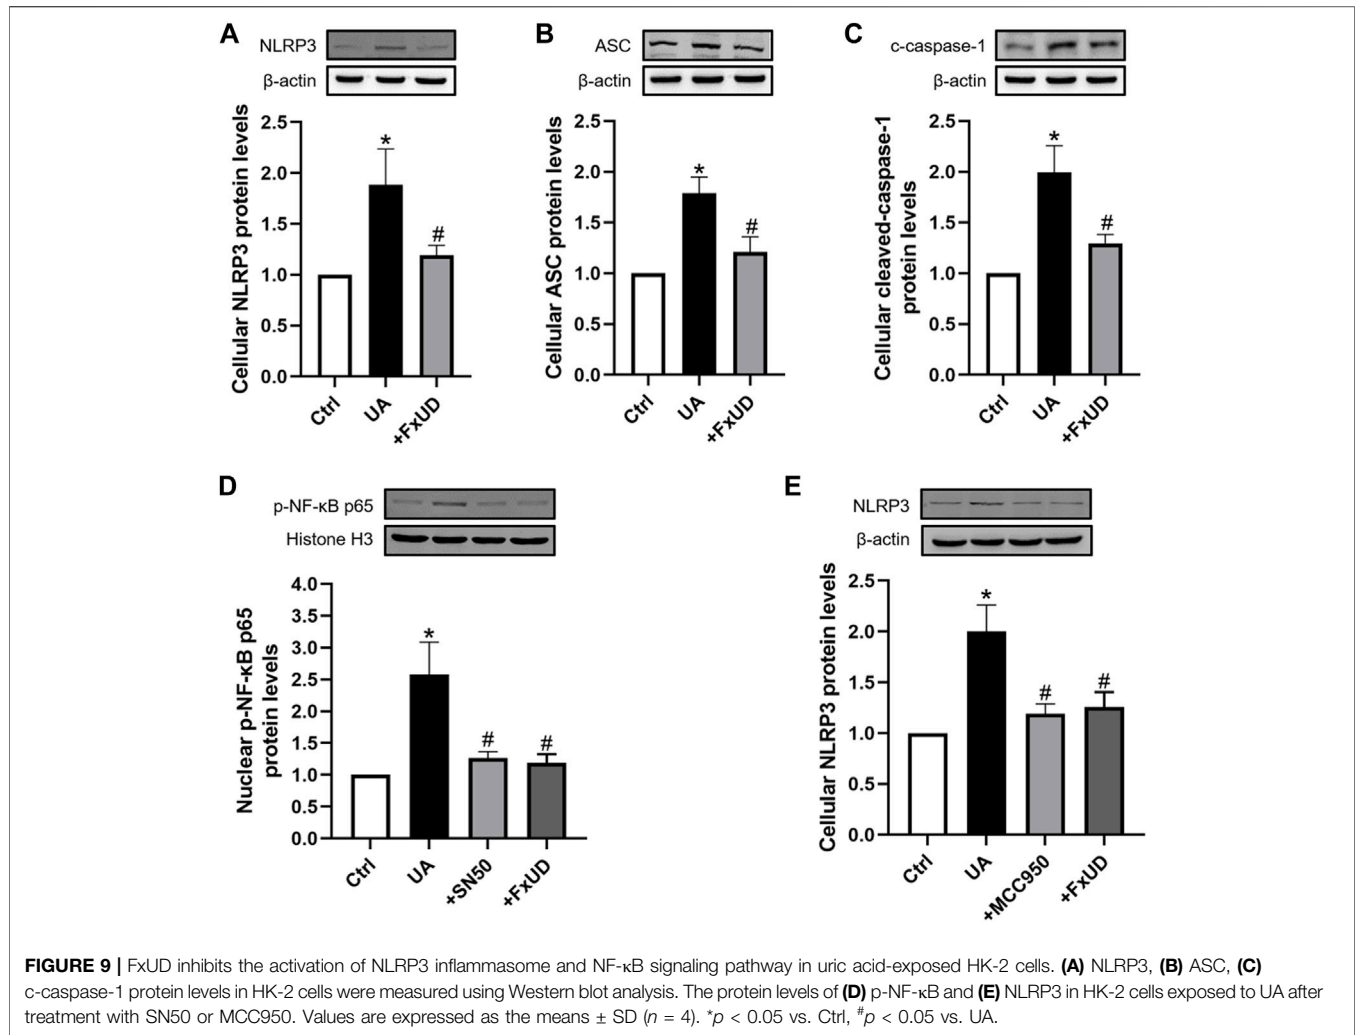 A
NLRP3
β-actin
Cellular NLRP3 protein levels
2.5
2.0
1.5
1.0
0.5
0.0
*
#
Ctrl
UA
+FxUD
B
ASC
β-actin
Cellular ASC protein levels
2.5
2.0
1.5
1.0
0.5
0.0
*
#
Ctrl
UA
+FxUD
C
c-caspase-1
β-actin
Cellular cleaved-caspase-1
protein levels
2.5
2.0
1.5
1.0
0.5
0.0
*
#
Ctrl
UA
+FxUD
D
p-NF-κB p65
Histone H3
Nuclear p-NF-κB p65
protein levels
4.0
3.5
3.0
2.5
2.0
1.5
1.0
0.5
0.0
*
#
#
Ctrl
UA
+SN50
+FxUD
E
NLRP3
β-actin
Cellular NLRP3 protein levels
2.5
2.0
1.5
1.0
0.5
0.0
*
#
#
Ctrl
UA
+MCC950
+FxUD
FIGURE 9 | FxUD inhibits the activation of NLRP3 inflammasome and NF-κB signaling pathway in uric acid-exposed HK-2 cells. (A) NLRP3, (B) ASC, (C)
c-caspase-1 protein levels in HK-2 cells were measured using Western blot analysis. The protein levels of (D) p-NF-κB and (E) NLRP3 in HK-2 cells exposed to UA after
treatment with SN50 or MCC950. Values are expressed as the means ± SD (n = 4). *p < 0.05 vs. Ctrl, #p < 0.05 vs. UA.